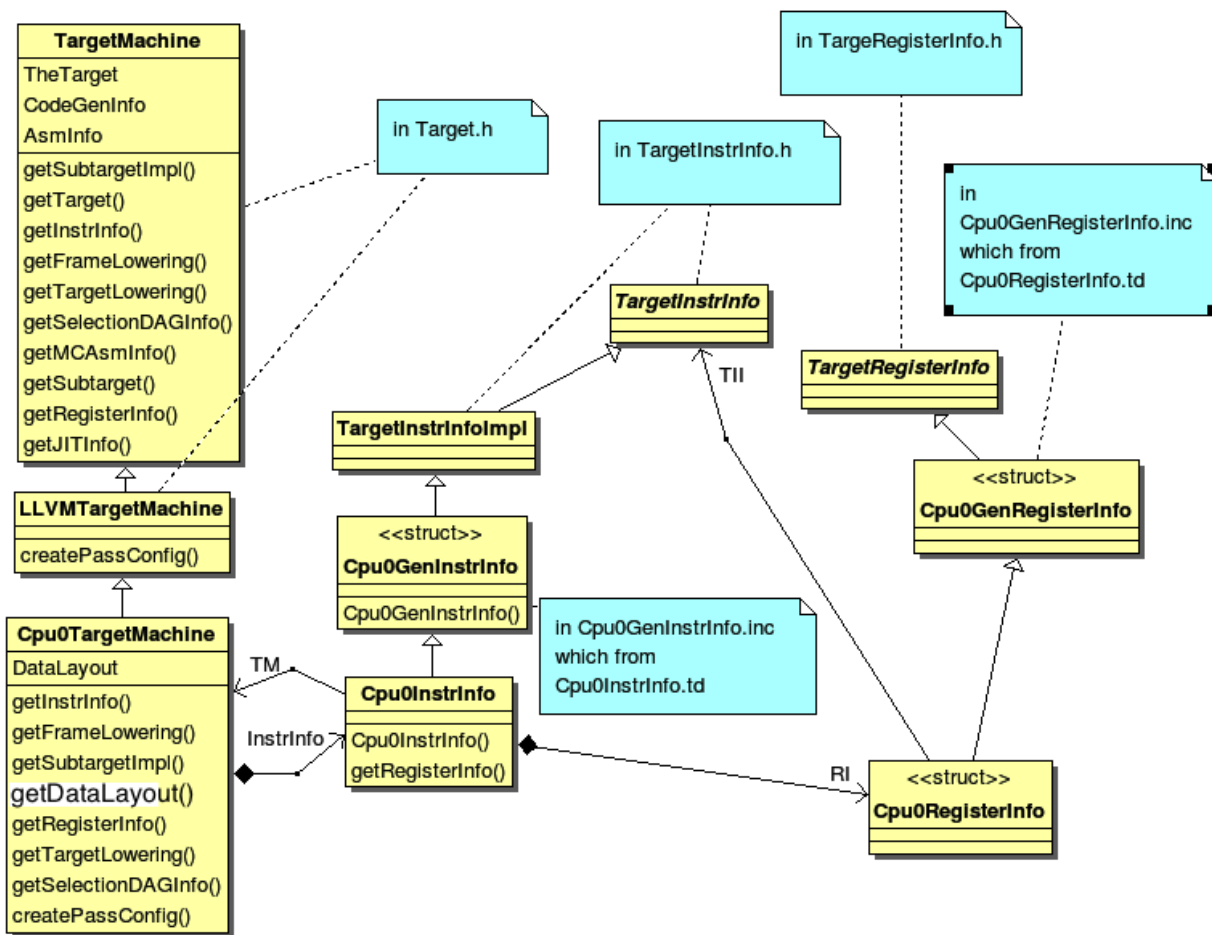 TargetMachine
TheTarget
CodeGenInfo
AsmInfo
getSubtargetImpl()
getTarget()
getInstrInfo()
getFrameLowering()
getTargetLowering()
getSelectionDAGInfo()
getMCAsmInfo()
getSubtarget()
getRegisterInfo()
getJITInfo()
LLVMTargetMachine
createPassConfig()
Cpu0TargetMachine
DataLayout
getInstrInfo()
getFrameLowering()
getSubtargetImpl()
getDataLayout()
getRegisterInfo()
getTargetLowering()
getSelectionDAGInfo()
createPassConfig()
in Target.h
in TargetInstrInfo.h
in TargeRegisterInfo.h
in
Cpu0GenRegisterInfo.inc
which from
Cpu0RegisterInfo.td
TargetInstrInfo
TII
TargetRegisterInfo
TargetInstrInfoImpl
<<struct>>
Cpu0GenRegisterInfo
<<struct>>
Cpu0GenInstrInfo
Cpu0GenInstrInfo()
in Cpu0GenInstrInfo.inc
which from
Cpu0InstrInfo.td
TM
InstrInfo
Cpu0InstrInfo
Cpu0InstrInfo()
getRegisterInfo()
RI
<<struct>>
Cpu0RegisterInfo